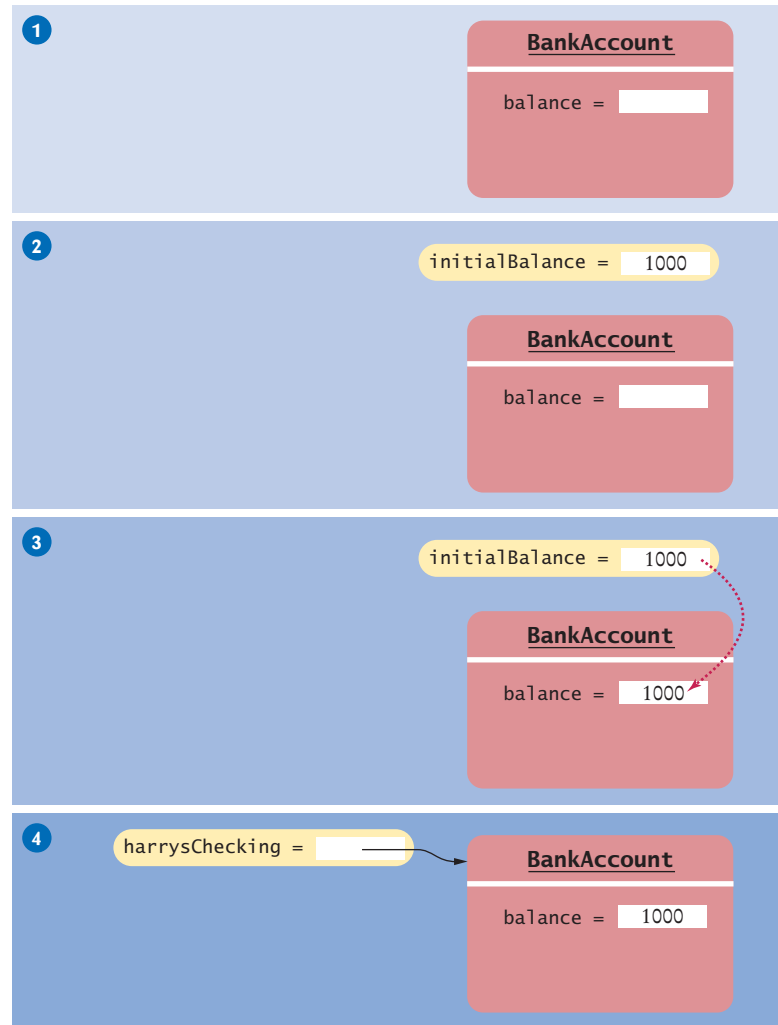 1
BankAccount
balance =
2
initialBalance = 1000
BankAccount
balance =
3
initialBalance = 1000
BankAccount
balance = 1000
4
harrysChecking =
BankAccount
balance = 1000